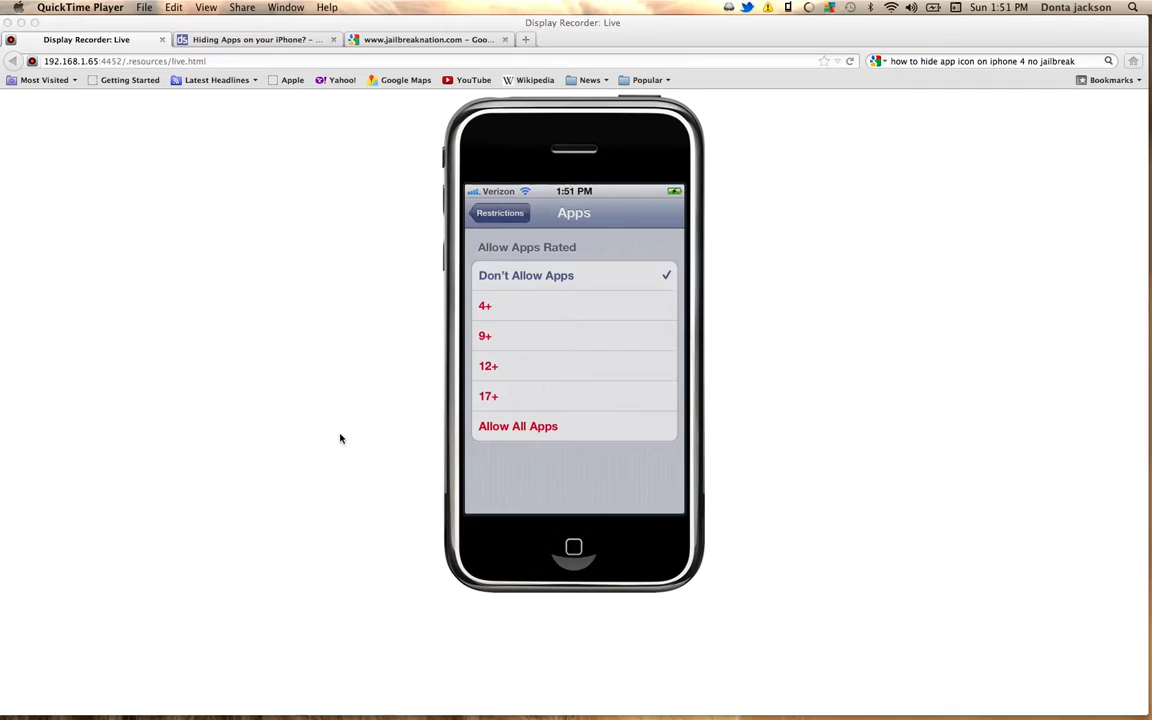 QuickTime Player File Edit View Share Window Help Sun 1:51 PM Donta jackson
Display Recorder: Live
Display Recorder: Live Hiding Apps on your iPhone? – ... www.jailbreaknation.com – Goo...
192.168.1.65:4452/.resources/live.html how to hide app icon on iphone 4 no jailbreak
Most Visited Getting Started Latest Headlines Apple Yahoo! Google Maps YouTube Wikipedia News Popular Bookmarks
Verizon 1:51 PM
Restrictions Apps
Allow Apps Rated
Don't Allow Apps
4+
9+
12+
17+
Allow All Apps